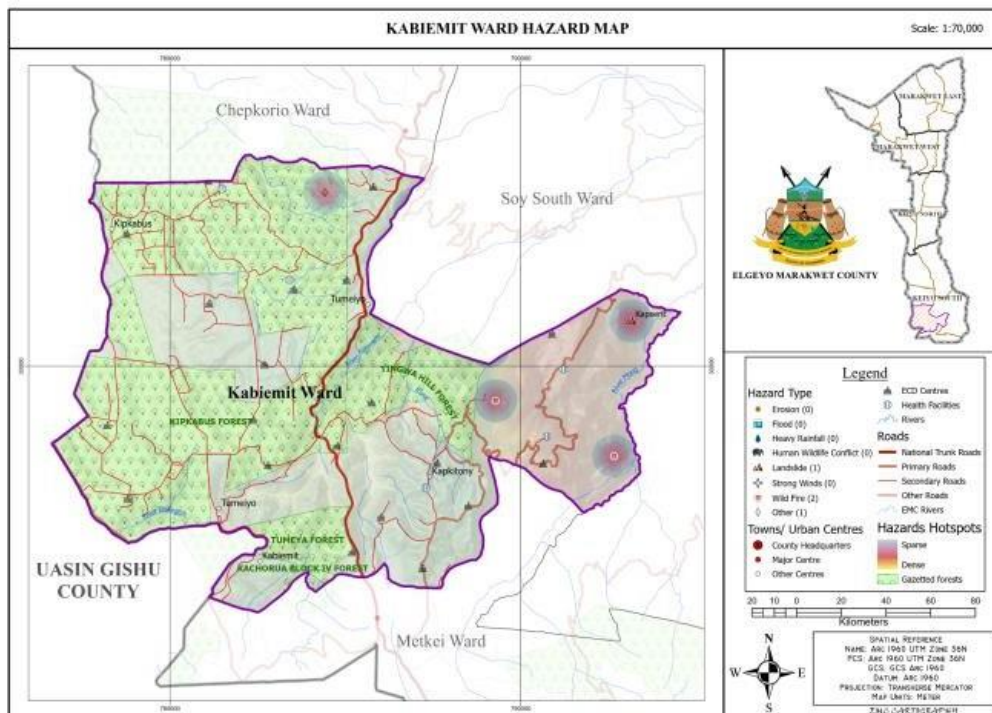 KABIEMIT WARD HAZARD MAP
Scale: 1:70,000
760000
Chepkorio Ward
Soy South Ward
Kipkabus
Tumeiyo
Kapserit
TINGWA HILL FOREST
Kabiemit Ward
KIPKABUS FOREST
Kapkitony
Tumeiyo
TUMEYA FOREST
Kabiemit
KACHORUA BLOCK IV FOREST
UASIN GISHU
COUNTY
Metkei Ward
760000
MARAKWET EAST
MARAKWET WEST
KEIYO NORTH
KEIYO SOUTH
ELGEYO MARAKWET COUNTY
Legend
Hazard Type
Erosion (0)
Flood (0)
Heavy Rainfall (0)
Human Wildlife Conflict (0)
Landslide (1)
Strong Winds (0)
Wild Fire (2)
Other (1)
Towns/ Urban Centres
County Headquarters
Major Centre
Other Centres
ECD Centres
Health Facilities
Rivers
Roads
National Trunk Roads
Primary Roads
Secondary Roads
Other Roads
EMC Rivers
Hazards Hotspots
Sparse
Dense
Gazetted forests
20 10 0 20 40 60 80
Kilometers
N
W E
S
SPATIAL REFERENCE
NAME: ARC 1960 UTM ZONE 36N
PCS: ARC 1960 UTM ZONE 36N
GCS: GCS ARC 1960
DATUM: ARC 1960
PROJECTION: TRANSVERSE MERCATOR
MAP UNITS: METER